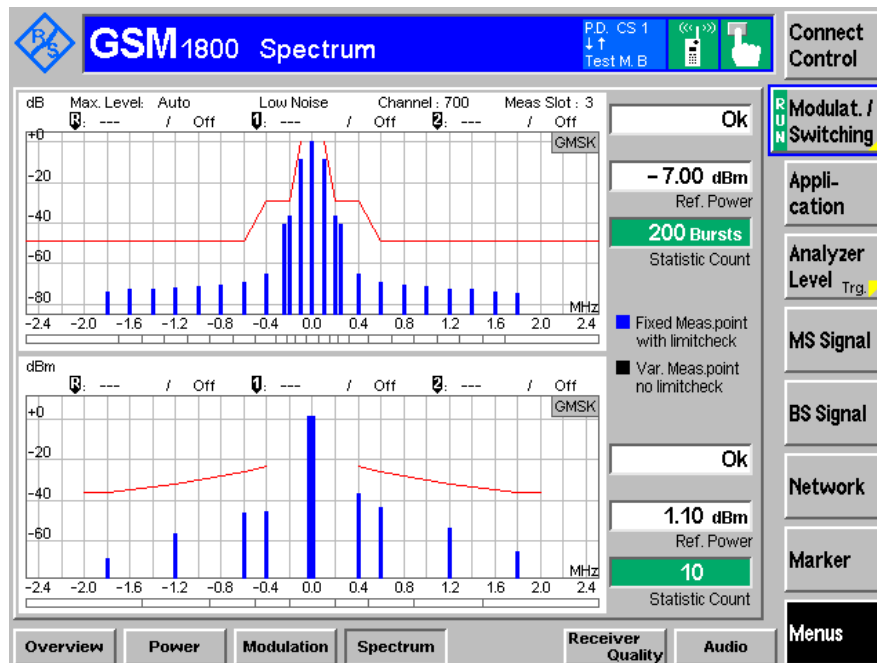 R&S
GSM 1800 Spectrum
P.D. CS 1
Test M. B
Connect Control
dB Max. Level: Auto Low Noise Channel : 700 Meas Slot : 3
R: --- / Off 1: --- / Off 2: --- / Off
GMSK
+0
-20
-40
-60
-80
MHz
-2.4 -2.0 -1.6 -1.2 -0.8 -0.4 0.0 0.4 0.8 1.2 1.6 2.0 2.4
Ok
-7.00 dBm
Ref. Power
200 Bursts
Statistic Count
Fixed Meas.point
with limitcheck
Var. Meas.point
no limitcheck
dBm
R: --- / Off 1: --- / Off 2: --- / Off
GMSK
+0
-20
-40
-60
MHz
-2.4 -2.0 -1.6 -1.2 -0.8 -0.4 0.0 0.4 0.8 1.2 1.6 2.0 2.4
Ok
1.10 dBm
Ref. Power
10
Statistic Count
RUN
Modulat. /
Switching
Appli-
cation
Analyzer
Level Trg.
MS Signal
BS Signal
Network
Marker
Menus
Overview Power Modulation Spectrum Receiver Quality Audio